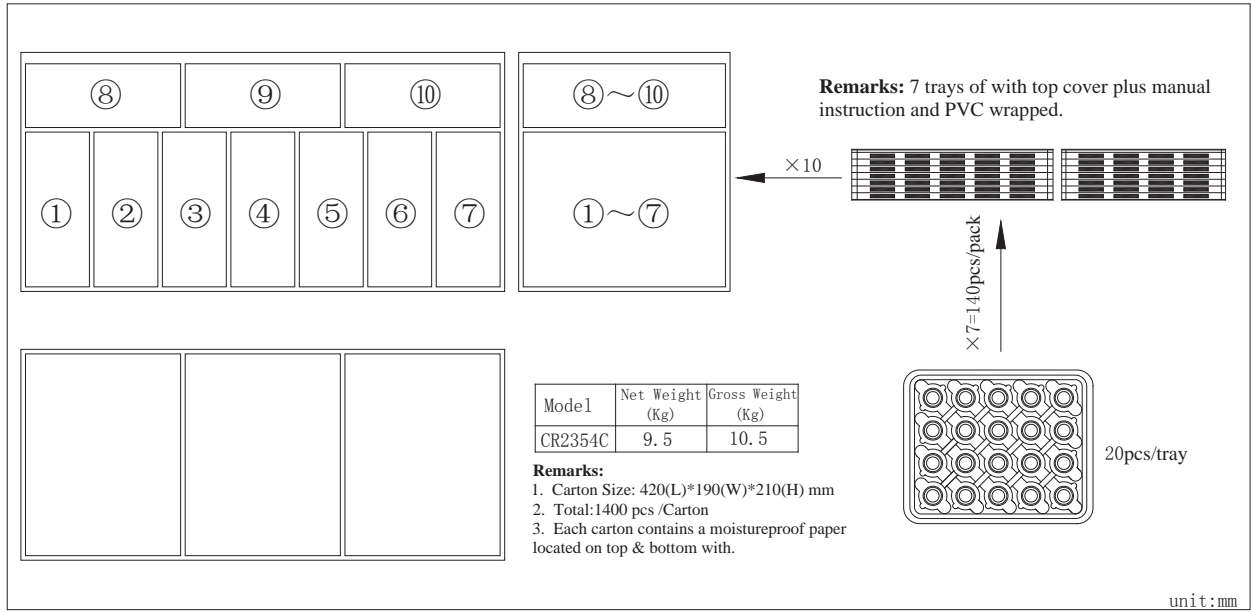 ⑧ ⑨ ⑩
① ② ③ ④ ⑤ ⑥ ⑦
⑧～⑩
①～⑦
Remarks: 7 trays of with top cover plus manual
instruction and PVC wrapped.
×10
×7=140pcs/pack
20pcs/tray
Model Net Weight (Kg) Gross Weight (Kg)
CR2354C 9.5 10.5
Remarks:
1. Carton Size: 420(L)*190(W)*210(H) mm
2. Total:1400 pcs /Carton
3. Each carton contains a moistureproof paper
located on top & bottom with.
unit:mm